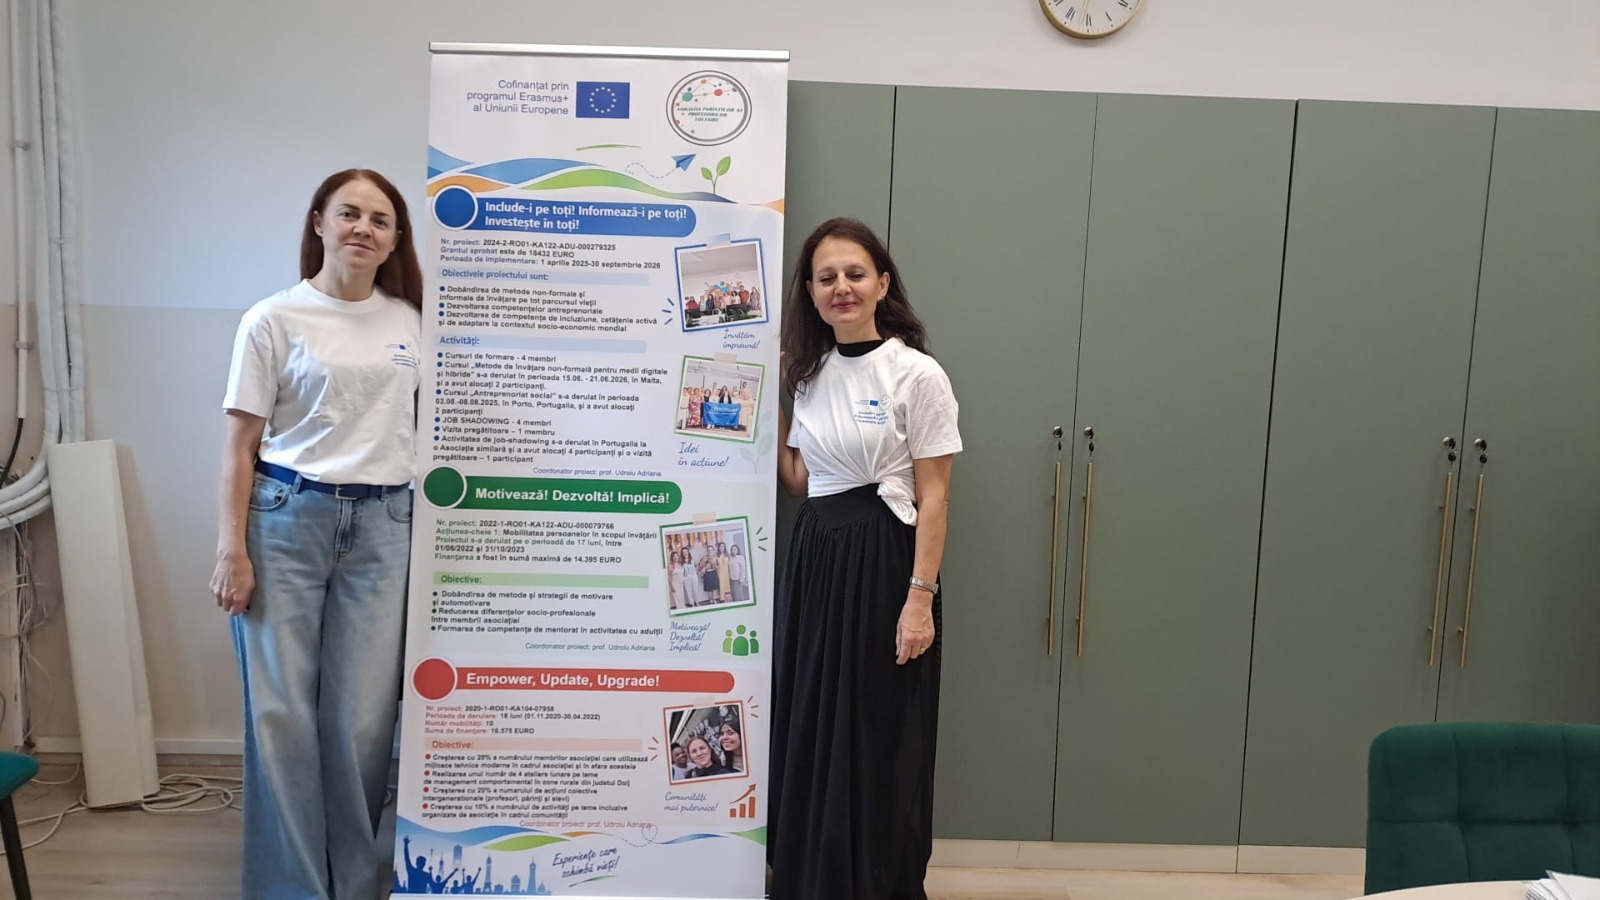 Cofinanțat prin
programul Erasmus+
al Uniunii Europene
ASOCIAȚIA PĂRINȚILOR ȘI
PROFESORILOR
VOLTAIRE
Include-i pe toți! Informează-i pe toți!
Investește în toți!
Nr. proiect: 2024-2-RO01-KA122-ADU-000279325
Grantul aprobat este de 18432 EURO
Perioada de implementare: 1 aprilie 2025-30 septembrie 2026
Obiectivele proiectului sunt:
Dobândirea de metode non-formale și
informale de învățare pe tot parcursul vieții
Dezvoltarea competențelor antreprenoriale
Dezvoltarea de competențe de incluziune, cetățenie activă
și de adaptare la contextul socio-economic mondial
Învățăm
împreună!
Activități:
Cursuri de formare - 4 membri
Cursul „Metode de învățare non-formală pentru medii digitale
și hibride” s-a derulat în perioada 15.06. - 21.06.2026, în Malta,
și a avut alocați 2 participanți.
Cursul „Antreprenoriat social” s-a derulat în perioada
03.08.-08.08.2025, în Porto, Portugalia, și a avut alocați
2 participanți
JOB SHADOWING - 4 membri
Vizita pregătitoare – 1 membru
Activitatea de job-shadowing s-a derulat în Portugalia la
o Asociație similară și a avut alocați 4 participanți și o vizită
pregătitoare – 1 participant
Idei
în acțiune!
Coordonator proiect: prof. Udroiu Adriana
Motivează! Dezvoltă! Implică!
Nr. proiect: 2022-1-RO01-KA122-ADU-000079766
Acțiunea-cheie 1: Mobilitatea persoanelor în scopul învățării
Proiectul s-a derulat pe o perioadă de 17 luni, între
01/06/2022 și 31/10/2023
Finanțarea a fost în sumă maximă de 14.395 EURO
Obiective:
Dobândirea de metode și strategii de motivare
și automotivare
Reducerea diferențelor socio-profesionale
între membrii asociației
Formarea de competențe de mentorat în activitatea cu adulții
Motivează!
Dezvoltă!
Implică!
Coordonator proiect: prof. Udroiu Adriana
Empower, Update, Upgrade!
Nr. proiect: 2020-1-RO01-KA104-07958
Perioada de derulare: 18 luni (01.11.2020-30.04.2022)
Număr mobilități: 10
Suma de finanțare: 19.575 EURO
Obiective:
Creșterea cu 20% a numărului membrilor asociației care utilizează
mijloace tehnice moderne în cadrul asociației și în afara acesteia
Realizarea unui număr de 4 ateliere lunare pe teme
de management comportamental în zone rurale din județul Dolj
Creșterea cu 20% a numărului de acțiuni colective
intergeneraționale (profesori, părinți și elevi)
Creșterea cu 10% a numărului de activități pe teme incluzive
organizate de asociație în cadrul comunității
Comunități
mai puternice!
Coordonator proiect: prof. Udroiu Adriana
Experiențe care
schimbă vieți!